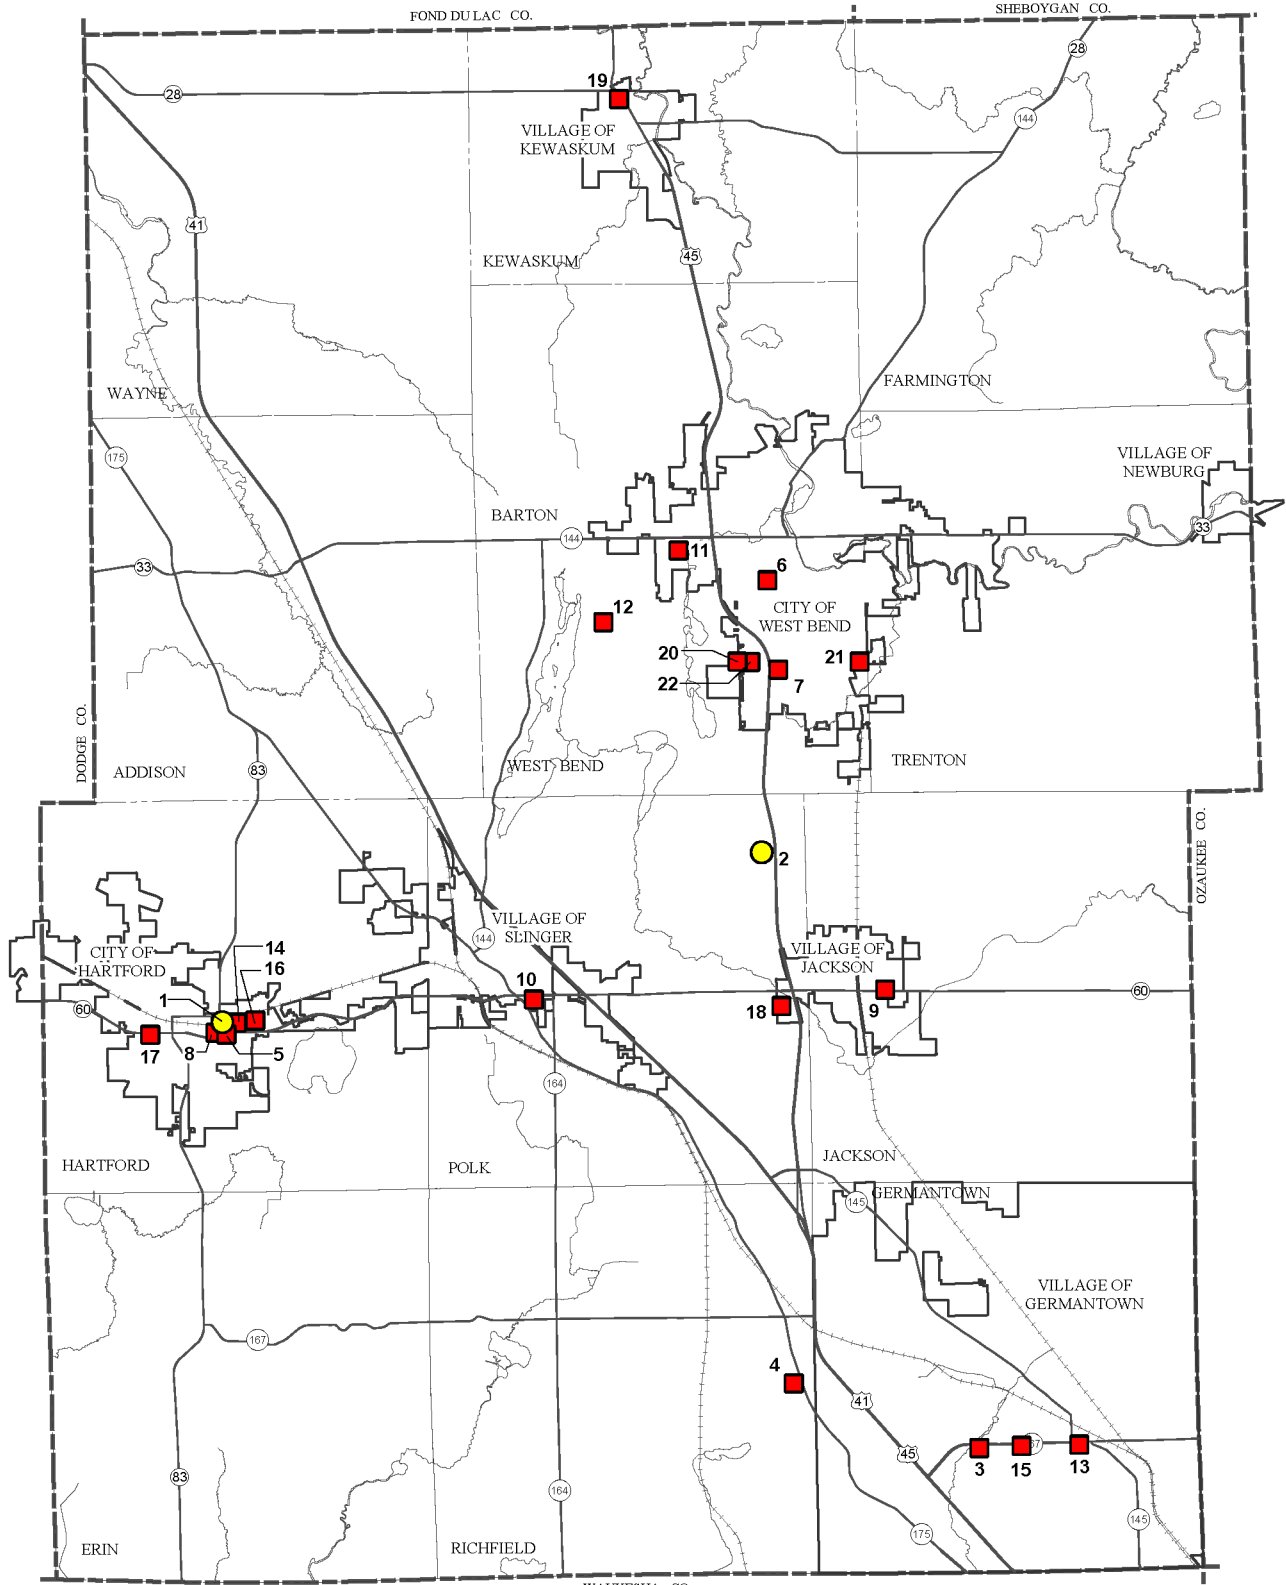 FOND DU LAC CO.
SHEBOYGAN CO.
28
19
28
144
VILLAGE OF
KEWASKUM
41
45
KEWASKUM
WAYNE
FARMINGTON
175
VILLAGE OF
NEWBURG
BARTON
33
144
11
33
6
12
CITY OF
WEST BEND
20
22
7
21
DODGE CO.
ADDISON
83
WEST BEND
TRENTON
OZAUKEE CO.
2
VILLAGE OF
SLINGER
144
CITY OF
HARTFORD
14
16
VILLAGE OF
JACKSON
1
10
9
60
60
18
17
8
5
164
HARTFORD
POLK
JACKSON
GERMANTOWN
145
VILLAGE OF
GERMANTOWN
167
4
41
45
3
15
13
83
164
175
145
ERIN
RICHFIELD